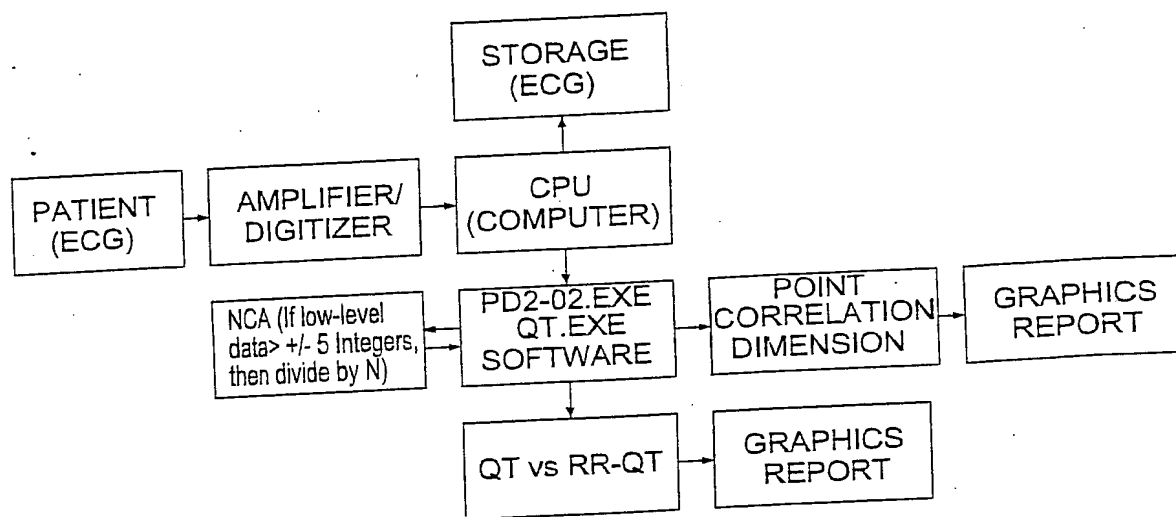 STORAGE
(ECG)
PATIENT
(ECG)
AMPLIFIER/
DIGITIZER
CPU
(COMPUTER)
NCA (If low-level
data> +/- 5 Integers,
then divide by N)
PD2-02.EXE
QT.EXE
SOFTWARE
POINT
CORRELATION
DIMENSION
GRAPHICS
REPORT
QT vs RR-QT
GRAPHICS
REPORT